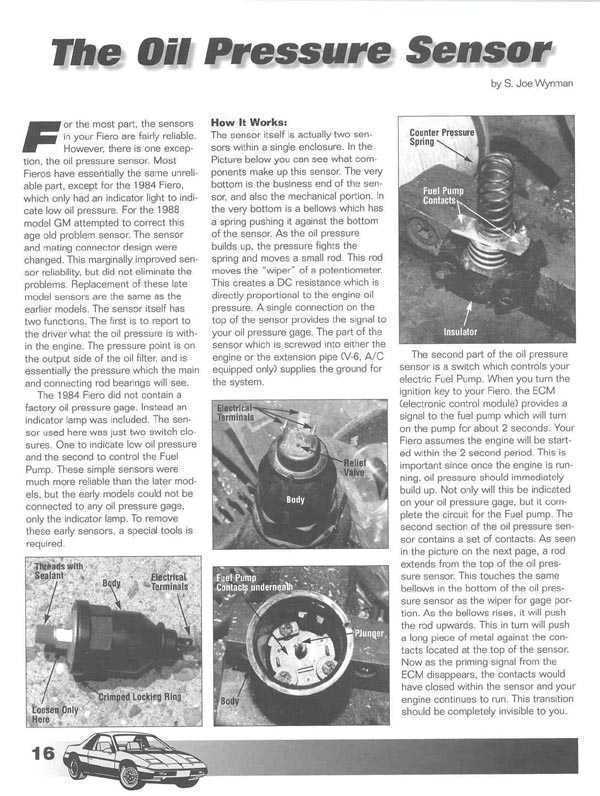 The Oil Pressure Sensor
by S. Joe Wynman
For the most part, the sensors
in your Fiero are fairly reliable.
However, there is one excep-
tion, the oil pressure sensor. Most
Fieros have essentially the same unreli-
able part, except for the 1984 Fiero,
which only had an indicator light to indi-
cate low oil pressure. For the 1988
model GM attempted to correct this
age old problem sensor. The sensor
and mating connector design were
changed. This marginally improved sen-
sor reliability, but did not eliminate the
problems. Replacement of these late
model sensors are the same as the
earlier models. The sensor itself has
two functions. The first is to report to
the driver what the oil pressure is with-
in the engine. The pressure point is on
the output side of the oil filter, and is
essentially the pressure which the main
and connecting rod bearings will see.
The 1984 Fiero did not contain a
factory oil pressure gage. Instead an
indicator lamp was included. The sen-
sor used here was just two switch clo-
sures. One to indicate low oil pressure
and the second to control the Fuel
Pump. These simple sensors were
much more reliable than the later mod-
els, but the early models could not be
connected to any oil pressure gage,
only the indicator lamp. To remove
these early sensors, a special tools is
required.
Threads with
Sealant
Body
Electrical
Terminals
Crimped Locking Ring
Loosen Only
Here
How It Works:
The sensor itself is actually two sen-
sors within a single enclosure. In the
Picture below you can see what com-
ponents make up this sensor. The very
bottom is the business end of the sen-
sor, and also the mechanical portion. In
the very bottom is a bellows which has
a spring pushing it against the bottom
of the sensor. As the oil pressure
builds up, the pressure fights the
spring and moves a small rod. This rod
moves the "wiper" of a potentiometer.
This creates a DC resistance which is
directly proportional to the engine oil
pressure. A single connection on the
top of the sensor provides the signal to
your oil pressure gage. The part of the
sensor which is screwed into either the
engine or the extension pipe (V-6, A/C
equipped only) supplies the ground for
the system.
Electrical
Terminals
Relief
Valve
Body
Fuel Pump
Contacts underneath
Plunger
Body
Counter Pressure
Spring
Fuel Pump
Contacts
Insulator
The second part of the oil pressure
sensor is a switch which controls your
electric Fuel Pump. When you turn the
ignition key to your Fiero, the ECM
(electronic control module) provides a
signal to the fuel pump which will turn
on the pump for about 2 seconds. Your
Fiero assumes the engine will be start-
ed within the 2 second period. This is
important since once the engine is run-
ning, oil pressure should immediately
build up. Not only will this be indicated
on your oil pressure gage, but it com-
plete the circuit for the Fuel pump. The
second section of the oil pressure sen-
sor contains a set of contacts. As seen
in the picture on the next page, a rod
extends from the top of the oil pres-
sure sensor. This touches the same
bellows in the bottom of the oil pres-
sure sensor as the wiper for gage por-
tion. As the bellows rises, it will push
the rod upwards. This in turn will push
a long piece of metal against the con-
tacts located at the top of the sensor.
Now as the priming signal from the
ECM disappears, the contacts would
have closed within the sensor and your
engine continues to run. This transition
should be completely invisible to you.
16